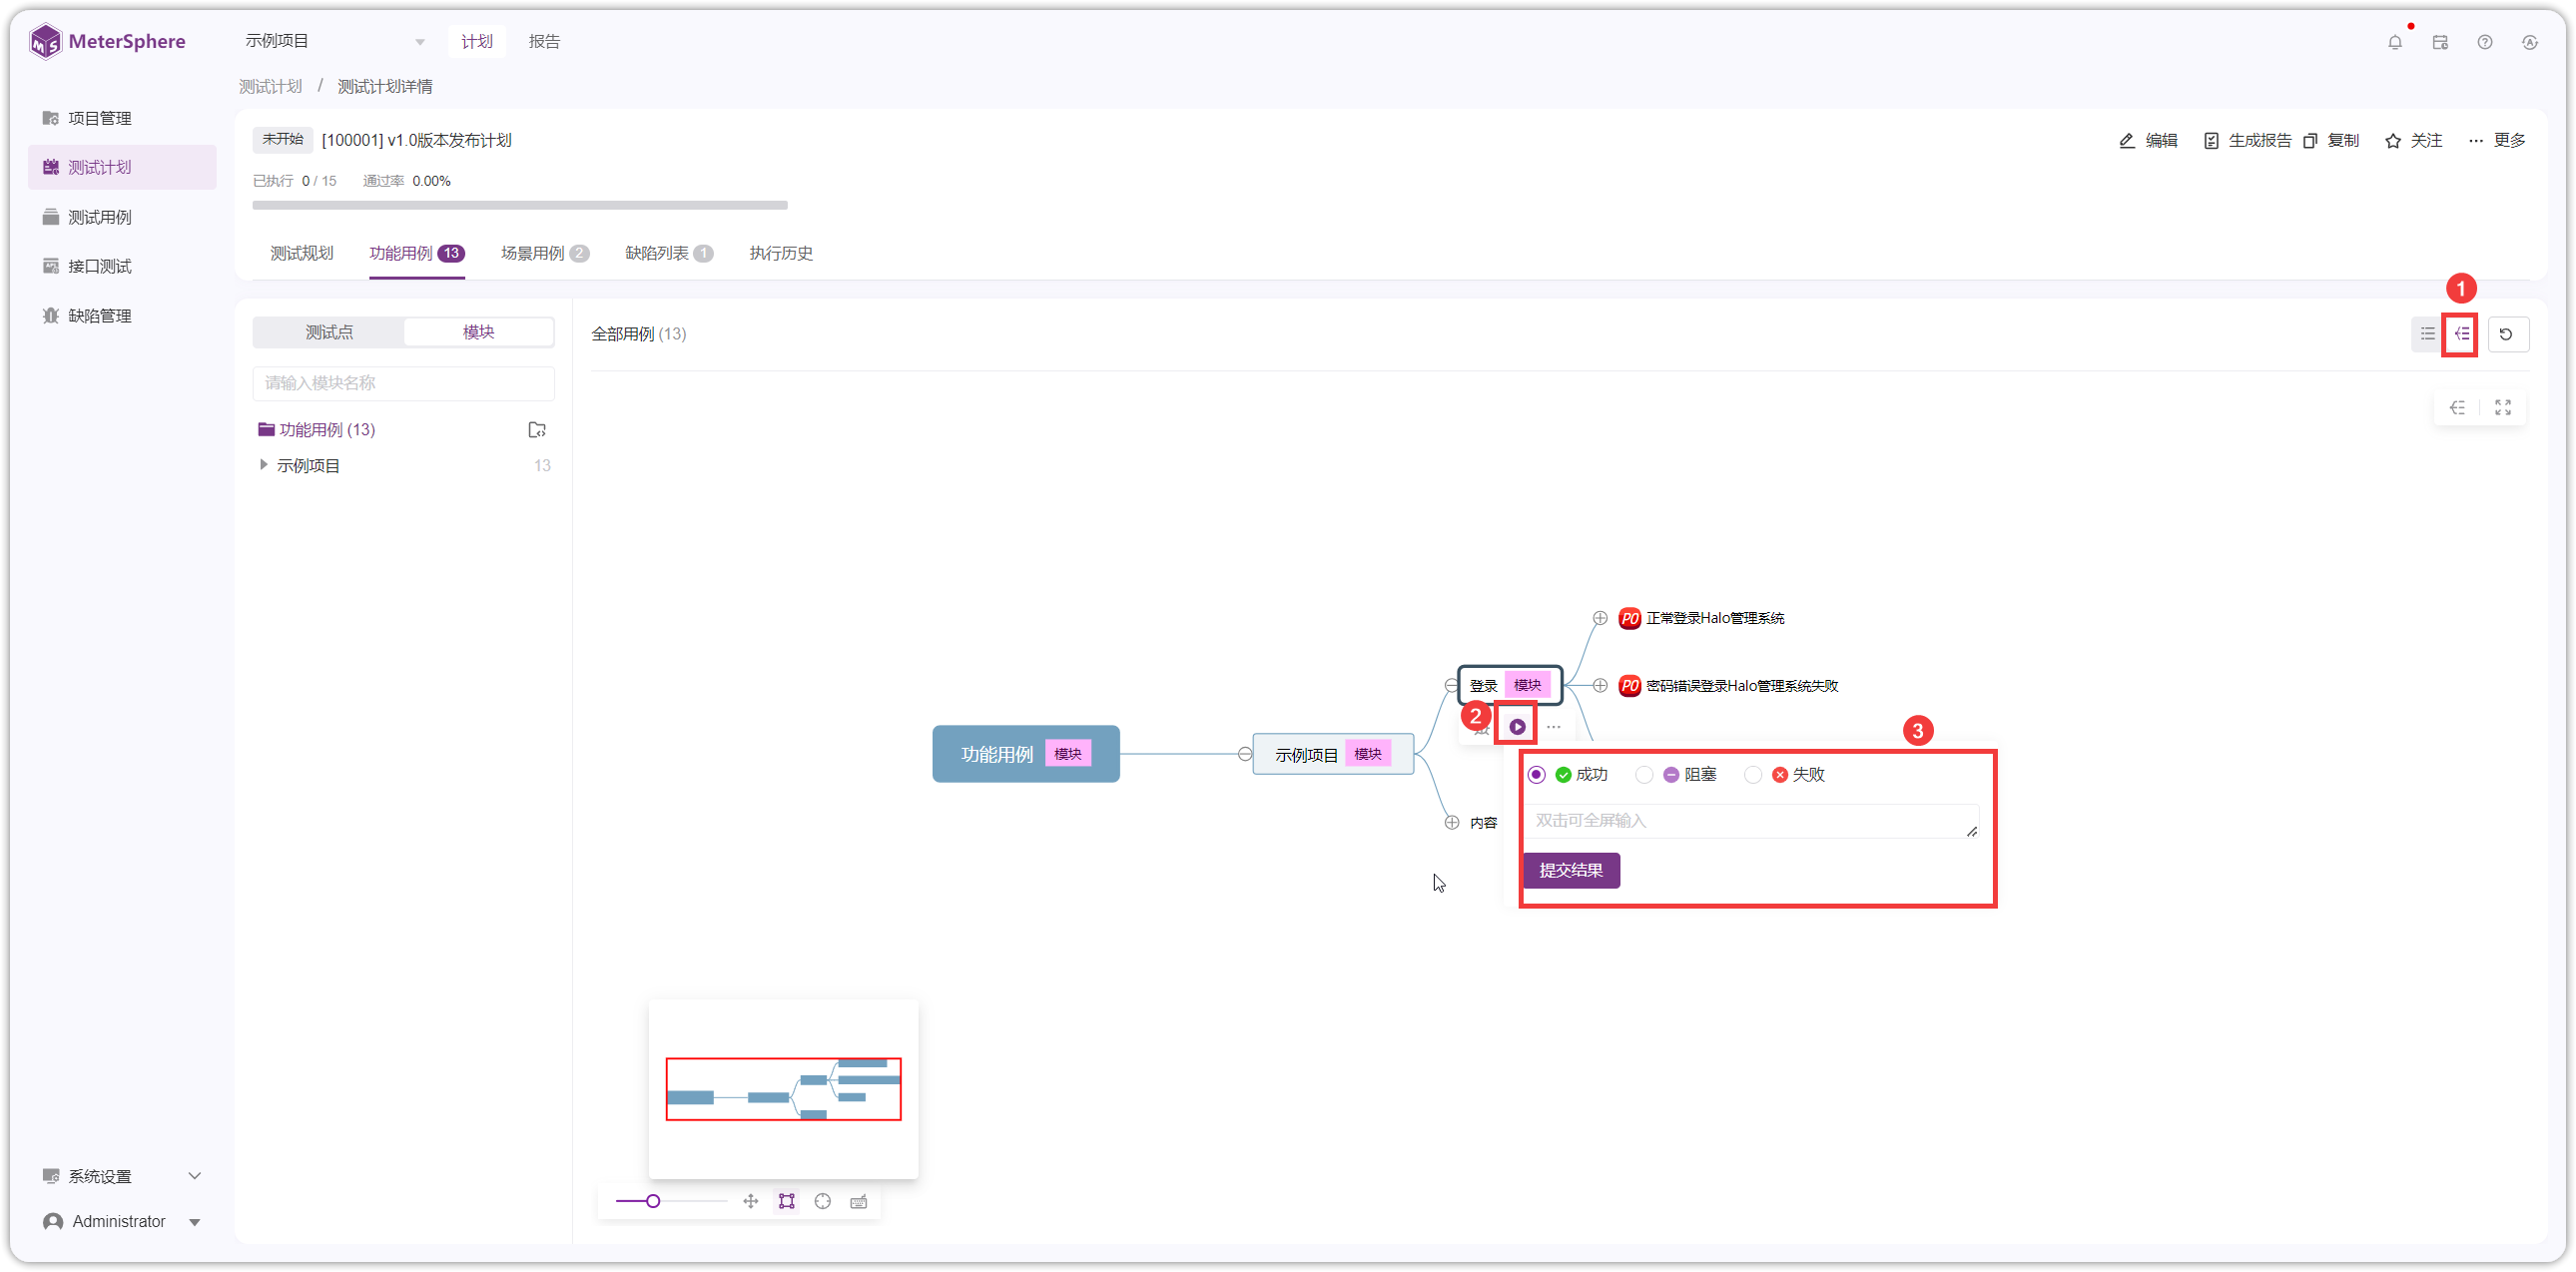 MeterSphere
示例项目
计划
报告
测试计划 / 测试计划详情
项目管理
测试计划
测试用例
接口测试
缺陷管理
未开始 [100001] v1.0版本发布计划
编辑
生成报告
复制
关注
更多
已执行 0 / 15 通过率 0.00%
测试规划
功能用例 13
场景用例 2
缺陷列表 1
执行历史
1
测试点
模块
全部用例 (13)
请输入模块名称
功能用例 (13)
示例项目 13
P0 正常登录Halo管理系统
登录 模块
P0 密码错误登录Halo管理系统失败
2
3
功能用例 模块
示例项目 模块
成功
阻塞
失败
内容
双击可全屏输入
提交结果
系统设置
Administrator